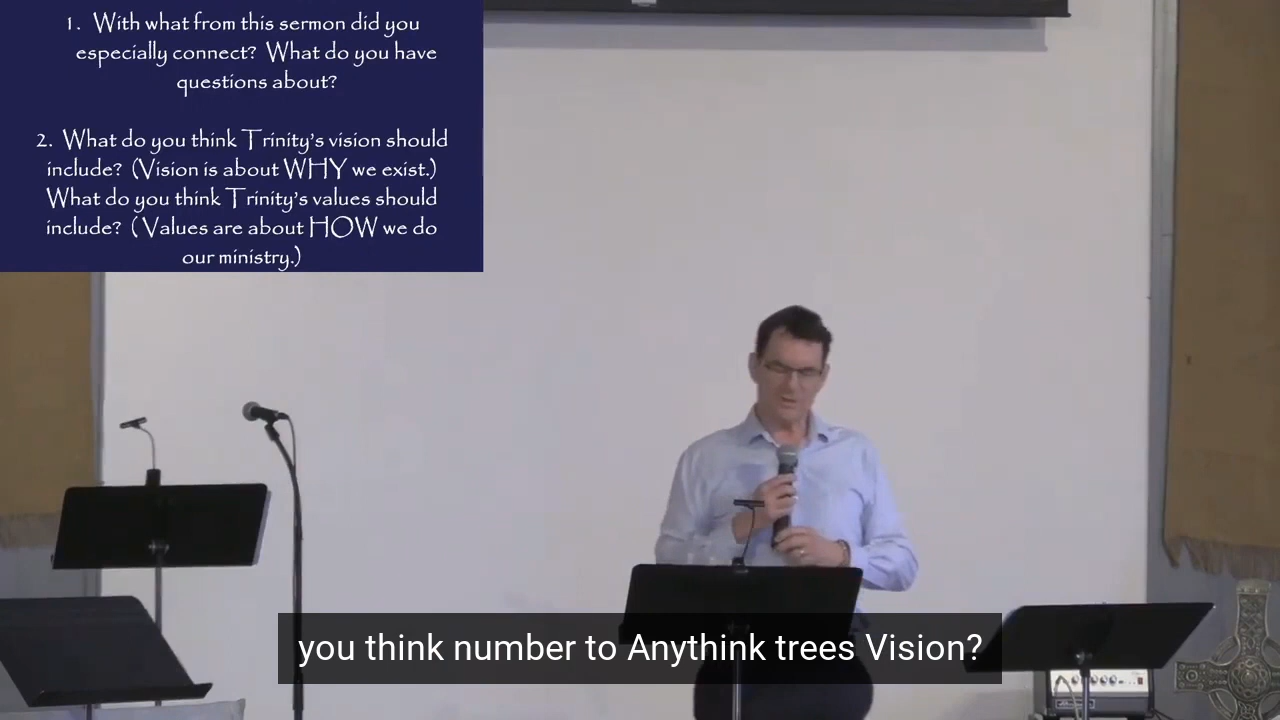 1. With what from this sermon did you
especially connect? What do you have
questions about?
2. What do you think Trinity's vision should
include? (Vision is about WHY we exist.)
What do you think Trinity's values should
include? (Values are about HOW we do
our ministry.)
you think number to Anythink trees Vision?